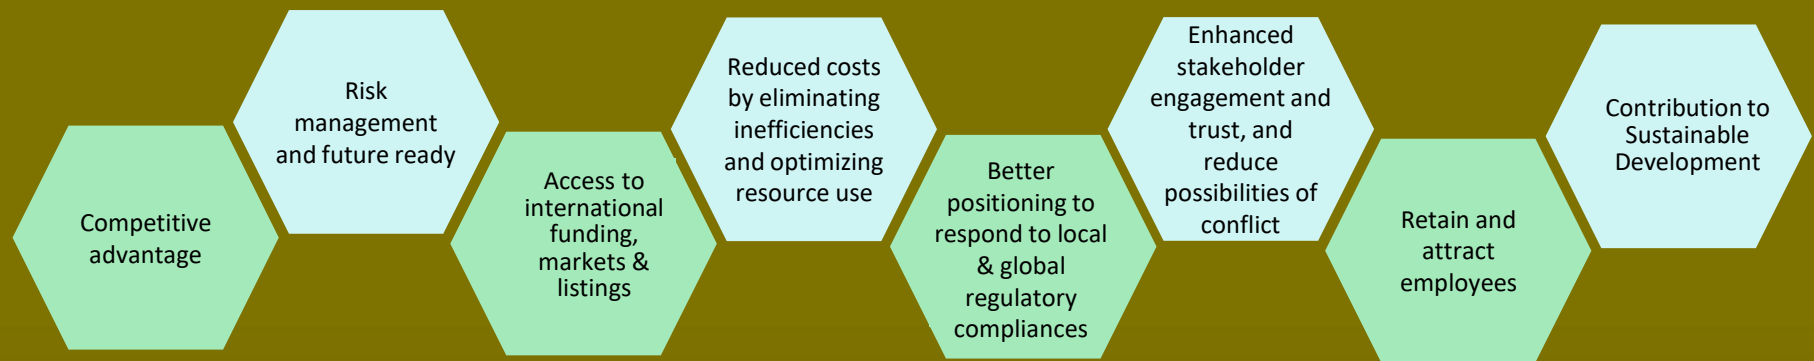 Competitive
advantage
Risk
management
and future ready
Access to
international
funding,
markets &
listings
Reduced costs
by eliminating
inefficiencies
and optimizing
resource use
Better
positioning to
respond to local
& global
regulatory
compliances
Enhanced
stakeholder
engagement and
trust, and
reduce
possibilities of
conflict
Retain and
attract
employees
Contribution to
Sustainable
Development